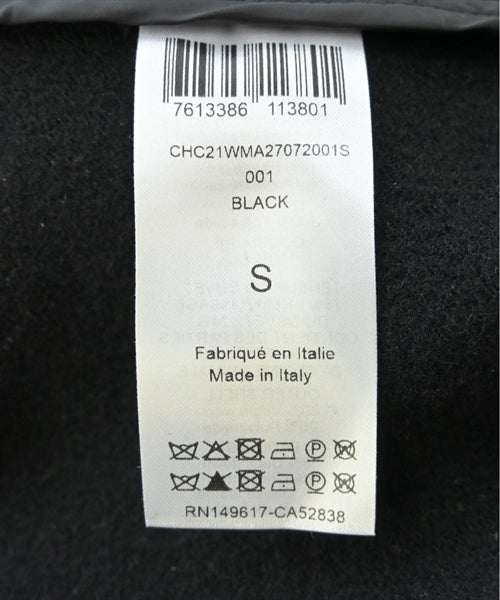 7613386 113801
CHC21WMA27072001S
001
BLACK
S
Fabriqué en Italie
Made in Italy
RN149617-CA52838